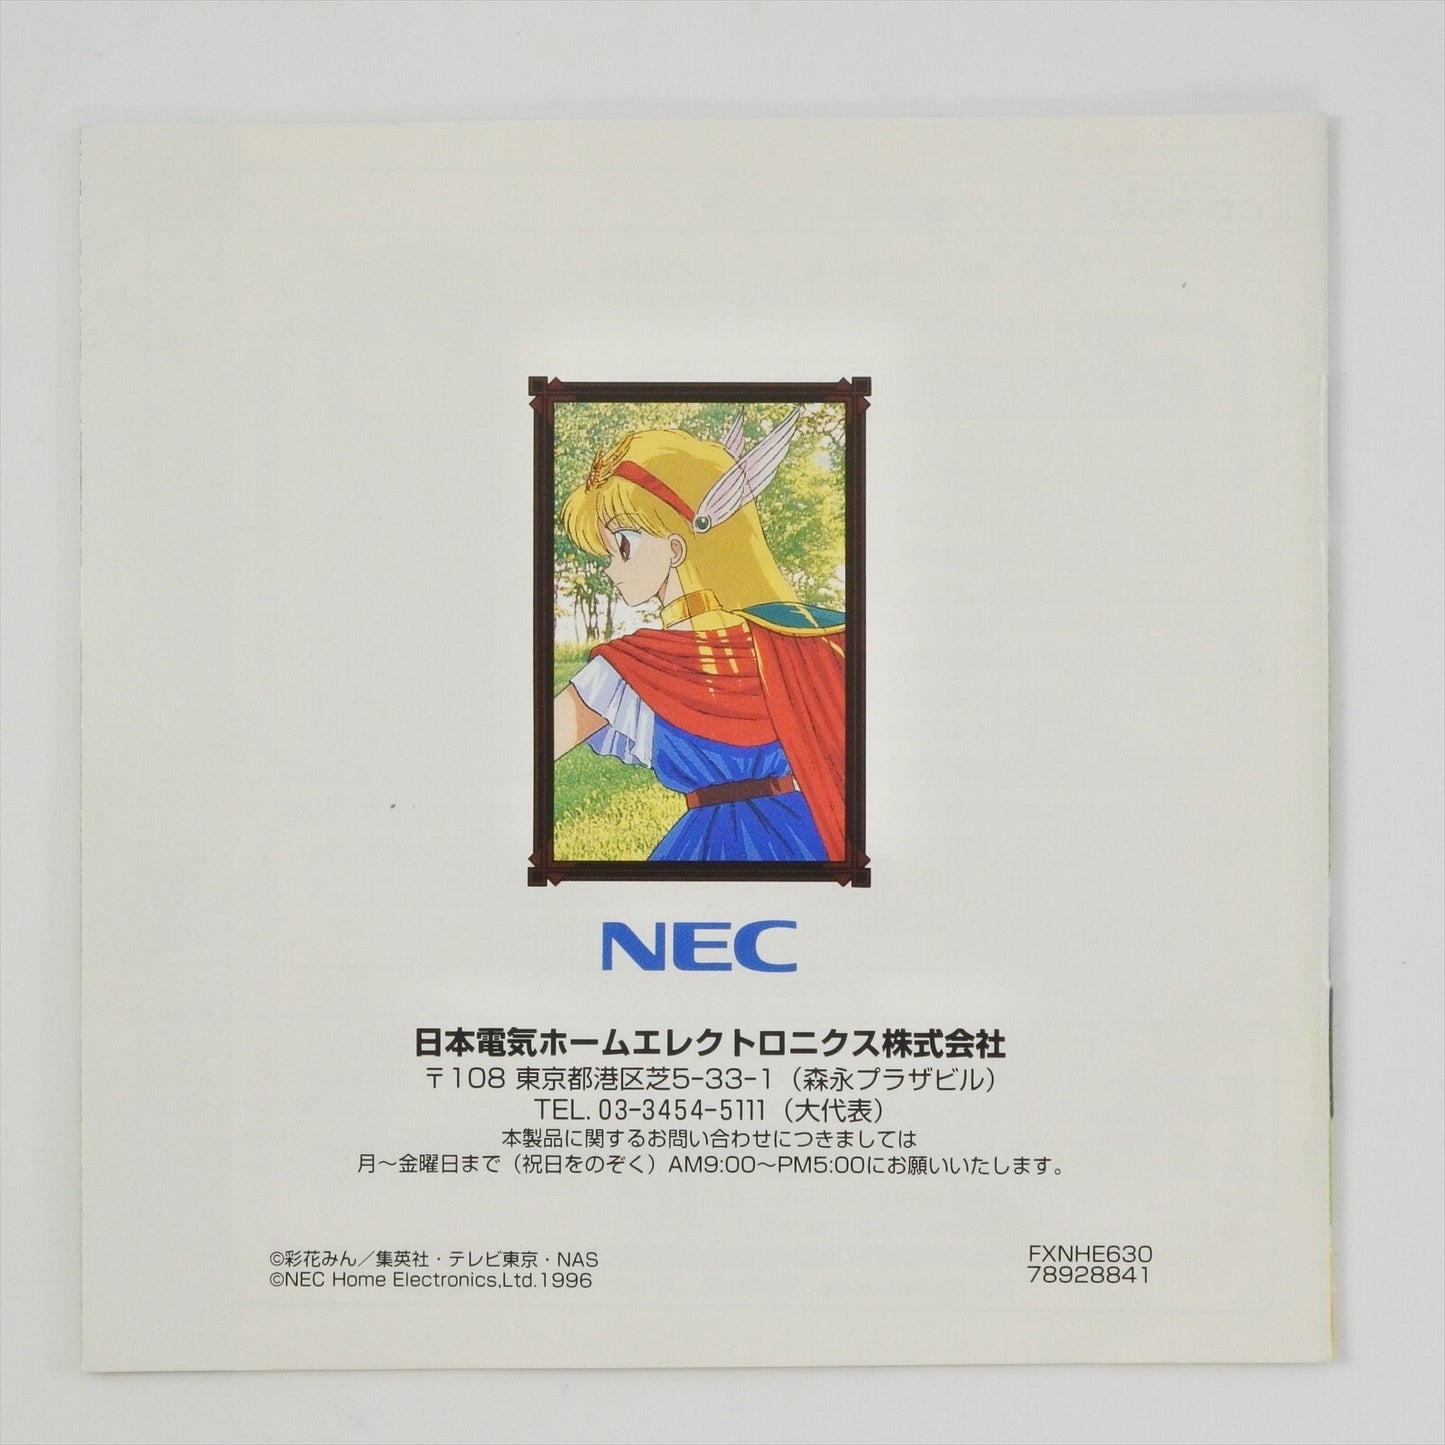 NEC
日本電気ホームエレクトロニクス株式会社
〒108 東京都港区芝5-33-1（森永プラザビル）
TEL. 03-3454-5111（大代表）
本製品に関するお問い合わせにつきましては
月〜金曜日まで（祝日をのぞく）AM9:00〜PM5:00にお願いいたします。
©彩花みん／集英社・テレビ東京・NAS
©NEC Home Electronics,Ltd.1996
FXNHE630
78928841